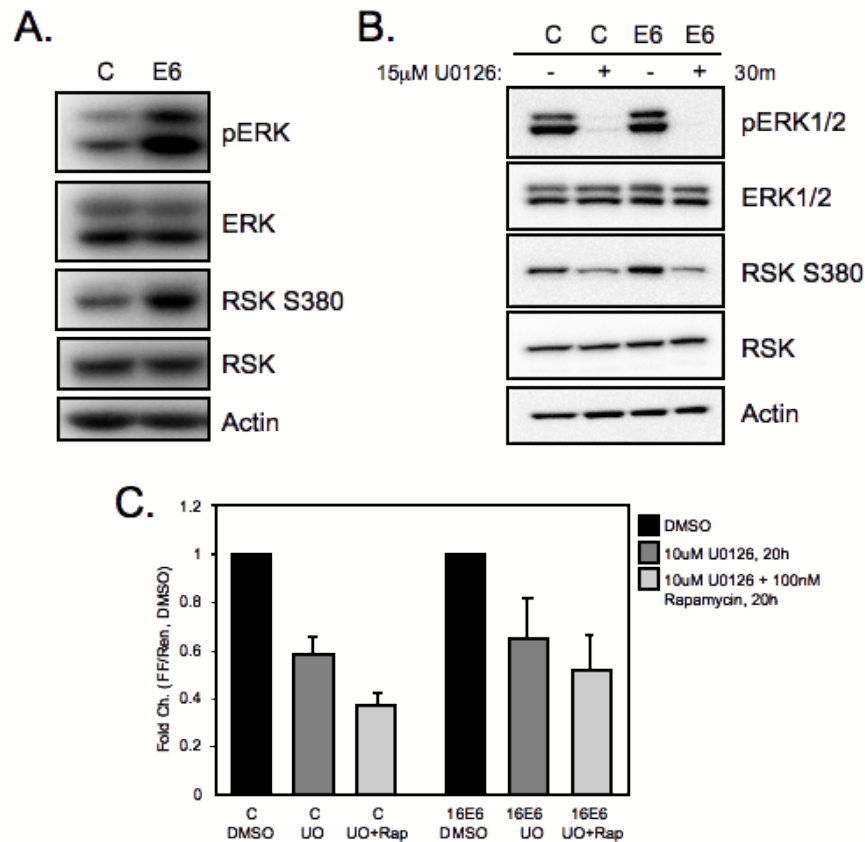 A.
C E6
pERK
ERK
RSK S380
RSK
Actin
B.
C C E6 E6
15µM U0126: - + - + 30m
pERK1/2
ERK1/2
RSK S380
RSK
Actin
C.
Fold Ch. (FF/Ren, DMSO)
1.2
1
0.8
0.6
0.4
0.2
0
C DMSO
C UO
C UO+Rap
16E6 DMSO
16E6 UO
16E6 UO+Rap
DMSO
10uM U0126, 20h
10uM U0126 + 100nM
Rapamycin, 20h